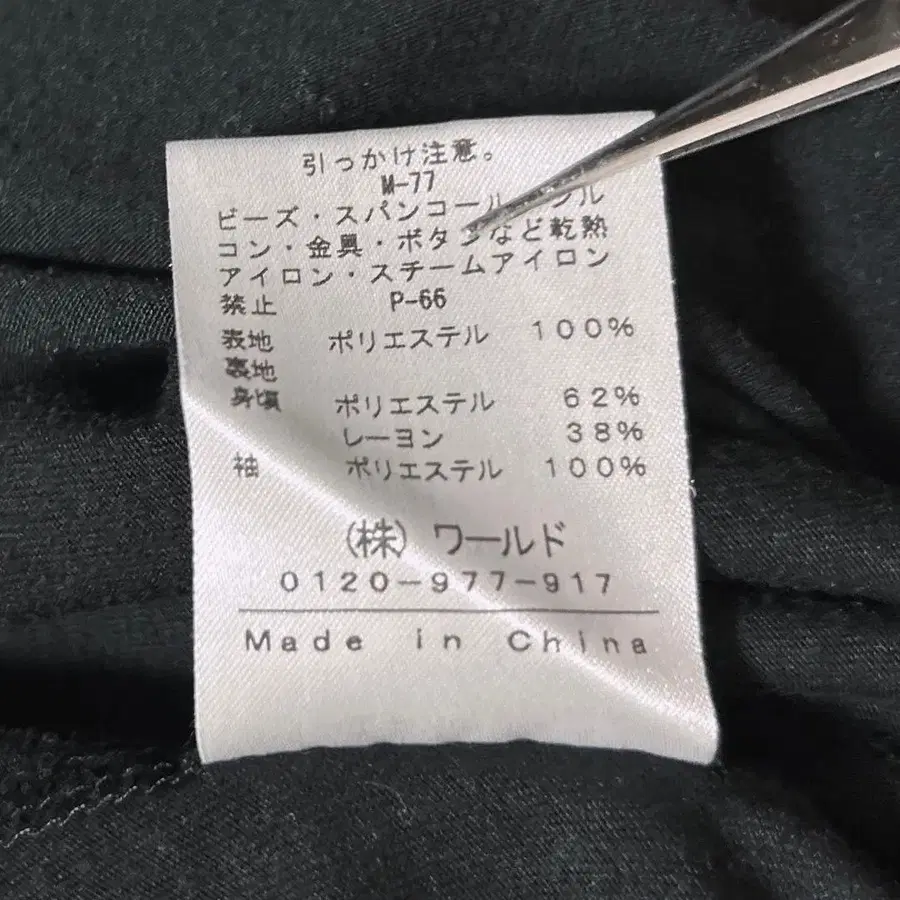 引っかけ注意。
M-77
ビーズ・スパンコール
コン・金具・ボタンなど乾熱
アイロン・スチームアイロン
禁止 P-66
表地 ポリエステル 100%
裏地
身頃 ポリエステル 62%
レーヨン 38%
袖 ポリエステル 100%
(株) ワールド
0120-977-917
Made in China